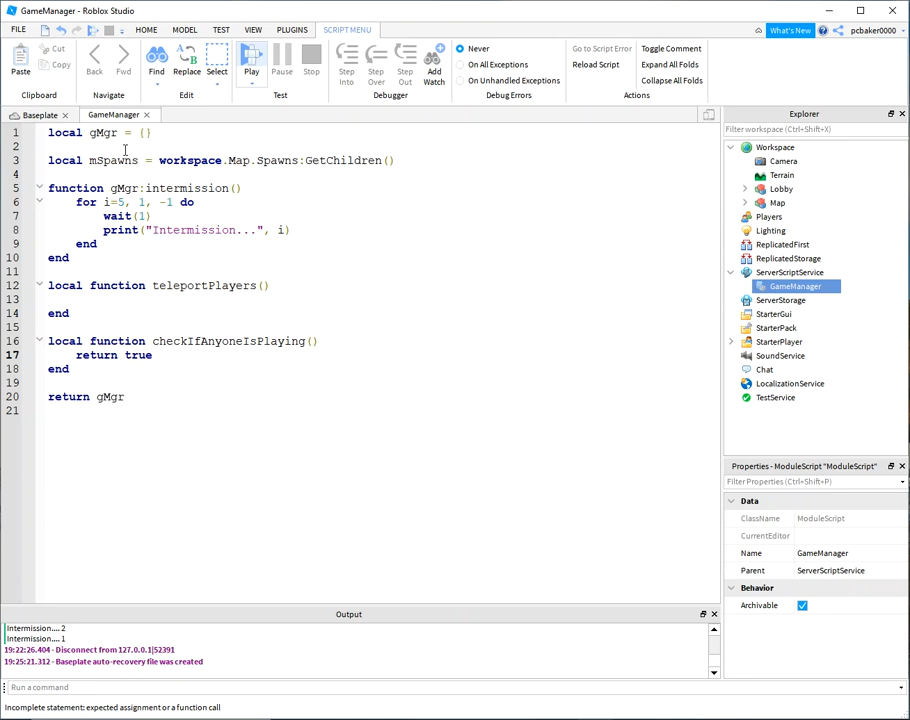 GameManager - Roblox Studio
FILE HOME MODEL TEST VIEW PLUGINS SCRIPT MENU What's New pcbaker0000
Paste Cut Copy
Clipboard
Back Fwd
Navigate
Find Replace Select
Edit
Play Pause Stop
Test
Step Into Step Over Step Out Add Watch
Debugger
Never
On All Exceptions
On Unhandled Exceptions
Debug Errors
Go to Script Error Toggle Comment
Reload Script Expand All Folds
Collapse All Folds
Actions
Baseplate GameManager
1 local gMgr = {}
2
3 local mSpawns = workspace.Map.Spawns:GetChildren()
4
5 function gMgr:intermission()
6 for i=5, 1, -1 do
7 wait(1)
8 print("Intermission...", i)
9 end
10 end
11
12 local function teleportPlayers()
13
14 end
15
16 local function checkIfAnyoneIsPlaying()
17 return true
18 end
19
20 return gMgr
21
Explorer
Filter workspace (Ctrl+Shift+X)
Workspace
Camera
Terrain
Lobby
Map
Players
Lighting
ReplicatedFirst
ReplicatedStorage
ServerScriptService
GameManager
ServerStorage
StarterGui
StarterPack
StarterPlayer
SoundService
Chat
LocalizationService
TestService
Properties - ModuleScript "ModuleScript"
Filter Properties (Ctrl+Shift+P)
Data
ClassName ModuleScript
CurrentEditor
Name GameManager
Parent ServerScriptService
Behavior
Archivable
Output
Intermission... 2
Intermission... 1
19:22:26.404 - Disconnect from 127.0.0.1|52391
19:25:21.312 - Baseplate auto-recovery file was created
Run a command
Incomplete statement: expected assignment or a function call